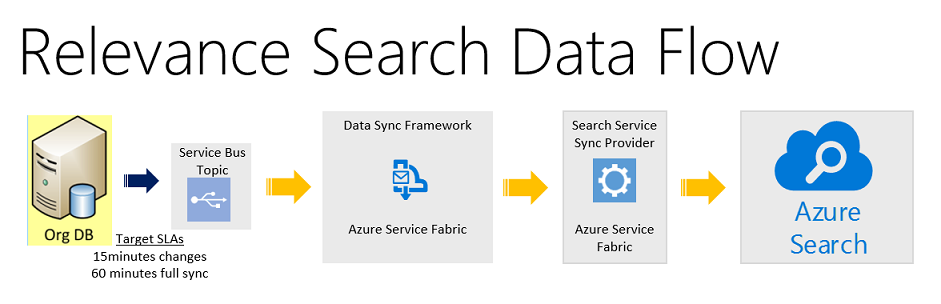 Relevance Search Data Flow
Org DB
Service Bus
Topic
Target SLAs
15minutes changes
60 minutes full sync
Data Sync Framework
Azure Service Fabric
Search Service
Sync Provider
Azure Service
Fabric
Azure
Search